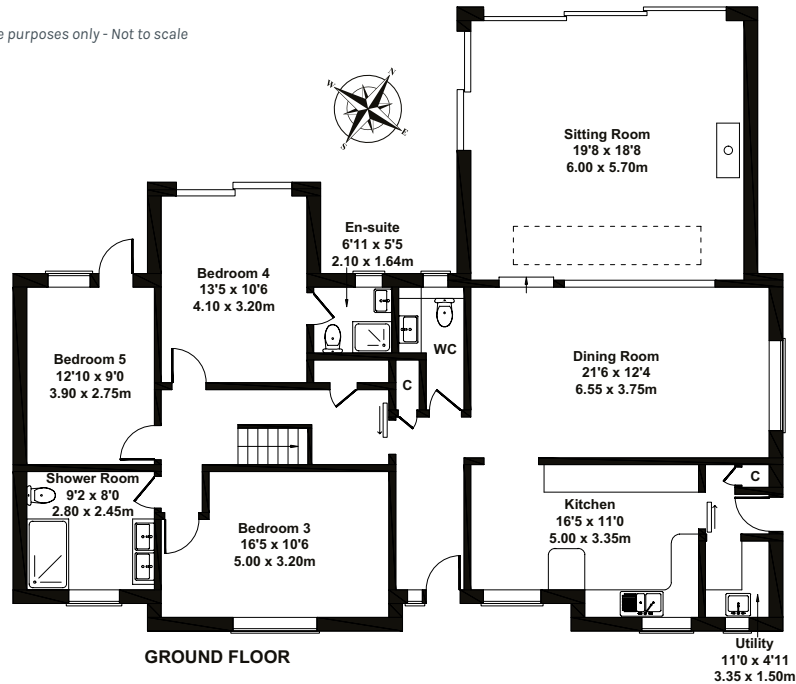 e purposes only - Not to scale
N
W
E
S
Sitting Room
19'8 x 18'8
6.00 x 5.70m
En-suite
6'11 x 5'5
2.10 x 1.64m
Bedroom 4
13'5 x 10'6
4.10 x 3.20m
WC
Bedroom 5
12'10 x 9'0
3.90 x 2.75m
C
Dining Room
21'6 x 12'4
6.55 x 3.75m
Shower Room
9'2 x 8'0
2.80 x 2.45m
C
Kitchen
16'5 x 11'0
5.00 x 3.35m
Bedroom 3
16'5 x 10'6
5.00 x 3.20m
Utility
11'0 x 4'11
3.35 x 1.50m
GROUND FLOOR